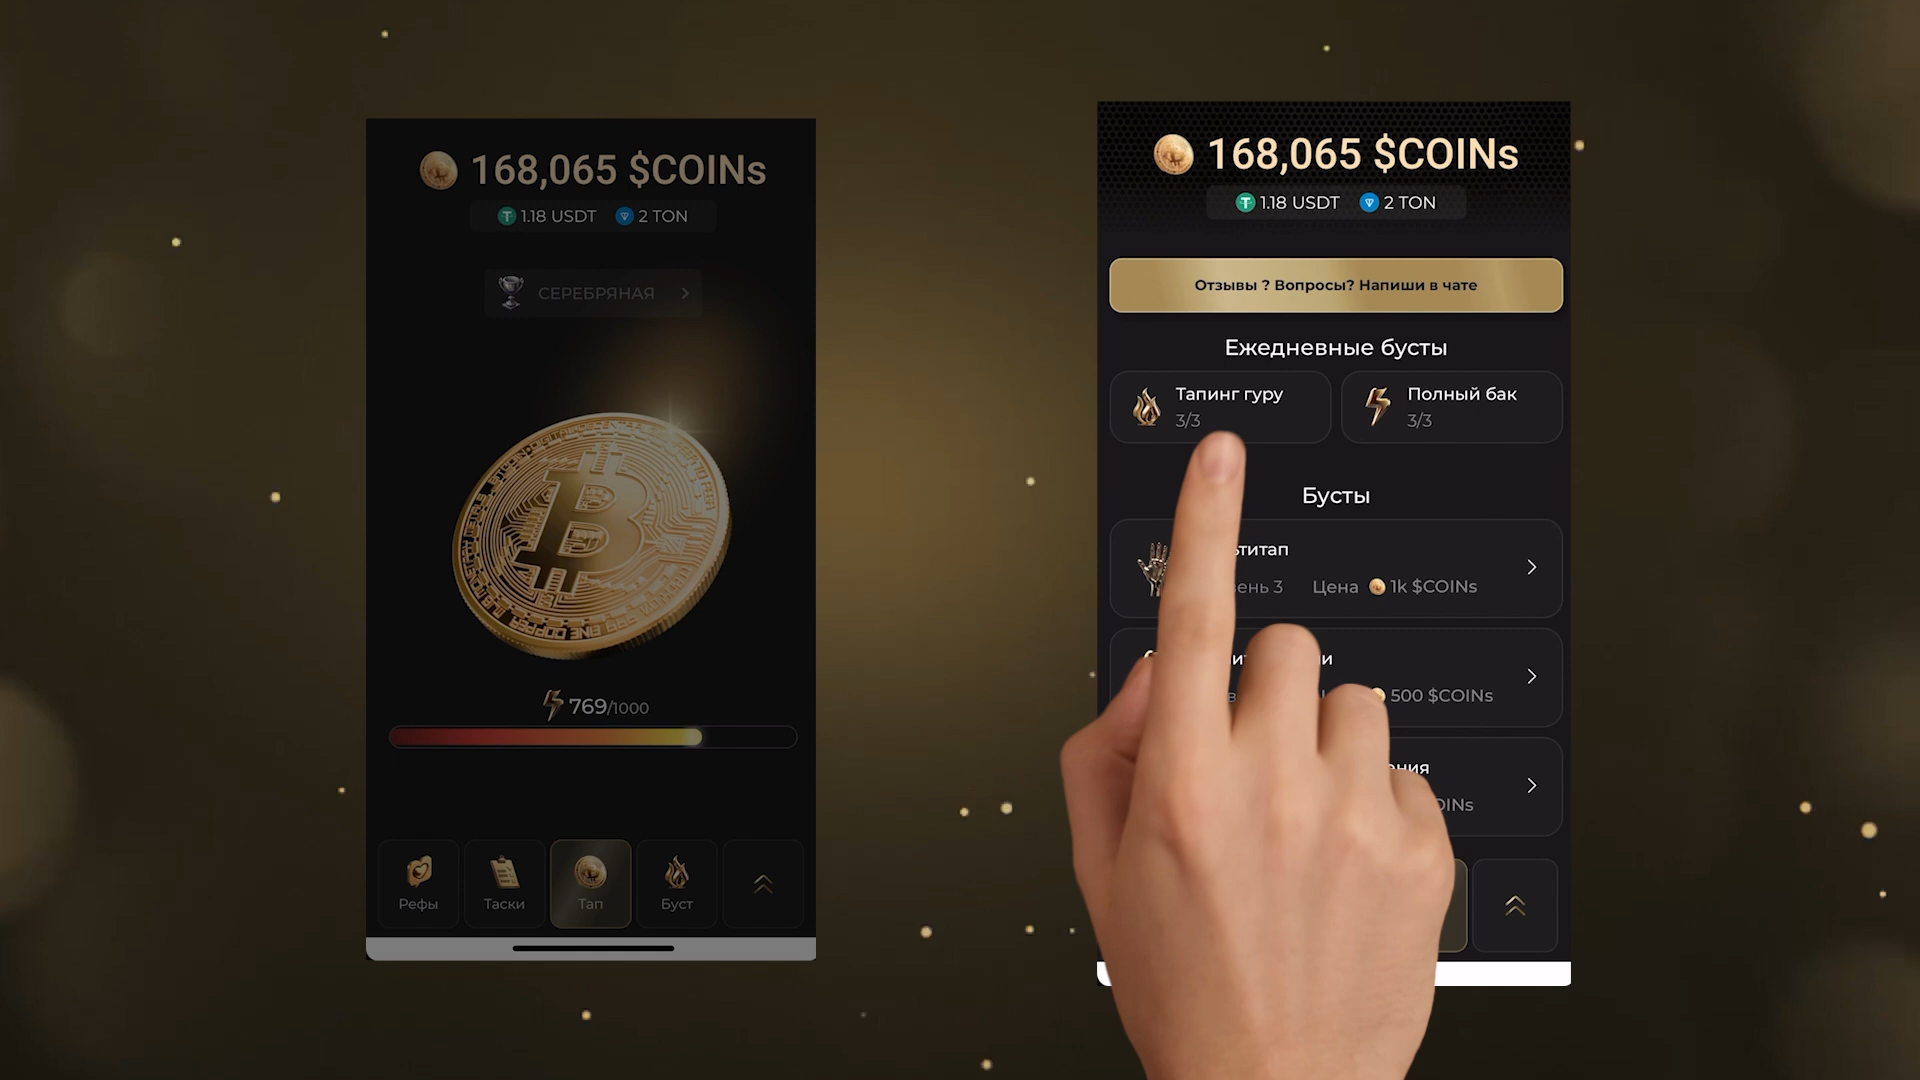 168,065 $COINs
1.18 USDT 2 TON
СЕРЕБРЯНАЯ
769/1000
Рефы Таски Тап Буст
168,065 $COINs
1.18 USDT 2 TON
Отзывы ? Вопросы? Напиши в чате
Ежедневные бусты
Тапинг гуру
3/3
Полный бак
3/3
Бусты
Цена 1k $COINs
500 $COINs